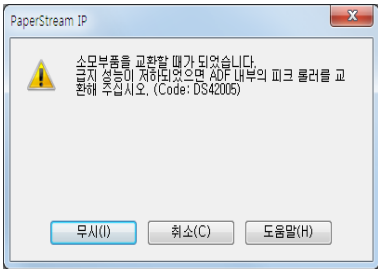 PaperStream IP
소모부품을 교환할 때가 되었습니다.
급지 성능이 저하되었으면 ADF 내부의 피크 롤러를 교
환해 주십시오. (Code: DS42005)
무시(I)
취소(C)
도움말(H)